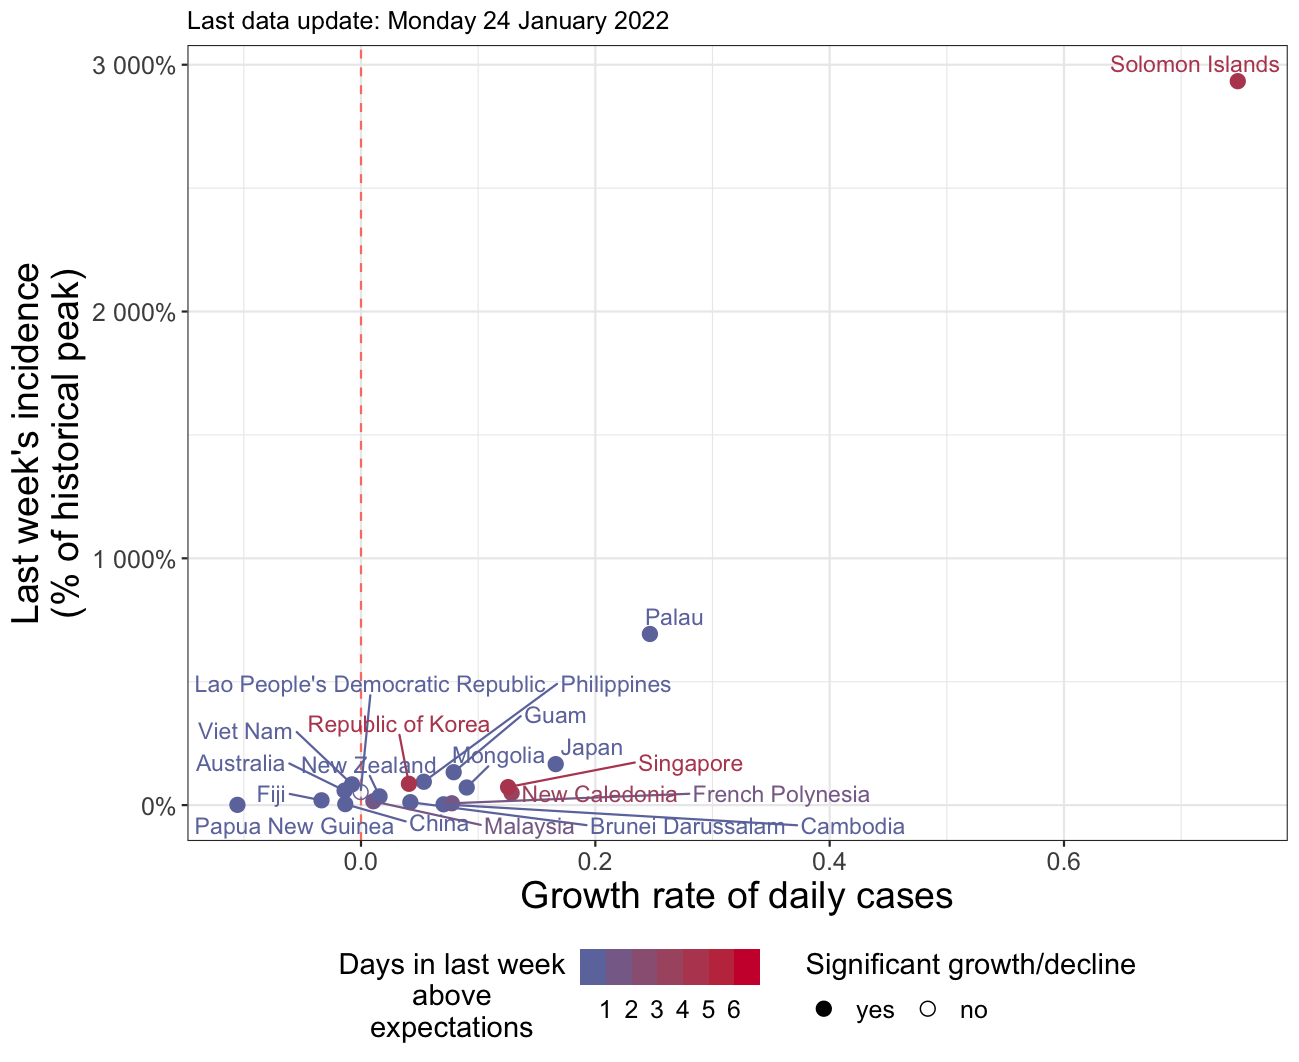 Last data update: Monday 24 January 2022
3 000%
2 000%
1 000%
0%
Last week's incidence
(% of historical peak)
Solomon Islands
Palau
Lao People's Democratic Republic
Philippines
Guam
Republic of Korea
Viet Nam
Japan
Mongolia
Australia
New Zealand
Singapore
Fiji
New Caledonia
French Polynesia
Papua New Guinea
China
Malaysia
Brunei Darussalam
Cambodia
0.0
0.2
0.4
0.6
Growth rate of daily cases
Days in last week
above
expectations
1 2 3 4 5 6
Significant growth/decline
yes
no